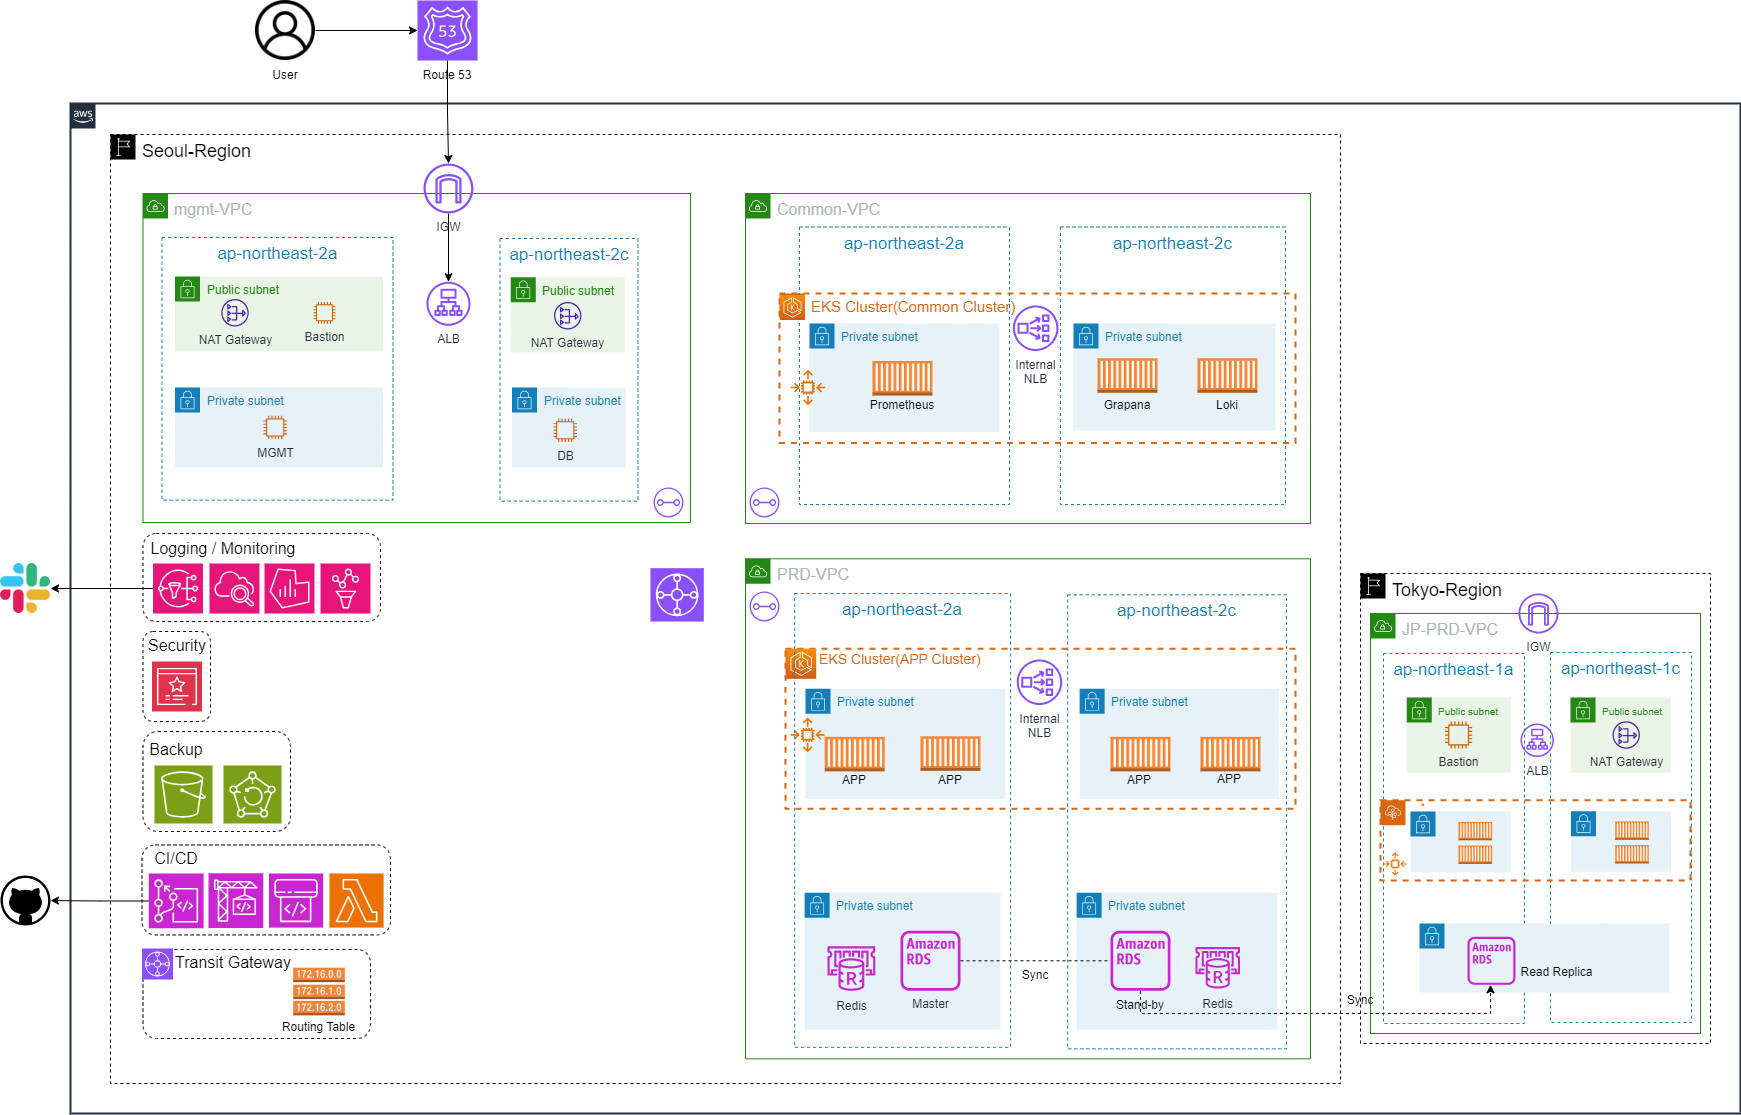 53
User
Route 53
aws
Seoul-Region
IGW
mgmt-VPC
ap-northeast-2a
Public subnet
NAT Gateway
Bastion
Private subnet
MGMT
ALB
ap-northeast-2c
Public subnet
NAT Gateway
Private subnet
DB
Common-VPC
ap-northeast-2a
ap-northeast-2c
EKS Cluster(Common Cluster)
Private subnet
Prometheus
Internal
NLB
Private subnet
Grapana
Loki
Logging / Monitoring
Security
Backup
CI/CD
Transit Gateway
172.16.0.0
172.16.1.0
172.16.2.0
Routing Table
PRD-VPC
ap-northeast-2a
ap-northeast-2c
EKS Cluster(APP Cluster)
Private subnet
APP
APP
Internal
NLB
Private subnet
APP
APP
Private subnet
R
Redis
Amazon
RDS
Master
Sync
Private subnet
Amazon
RDS
Stand-by
R
Redis
Sync
Tokyo-Region
IGW
JP-PRD-VPC
ap-northeast-1a
ap-northeast-1c
Public subnet
Bastion
ALB
Public subnet
NAT Gateway
Amazon
RDS
Read Replica